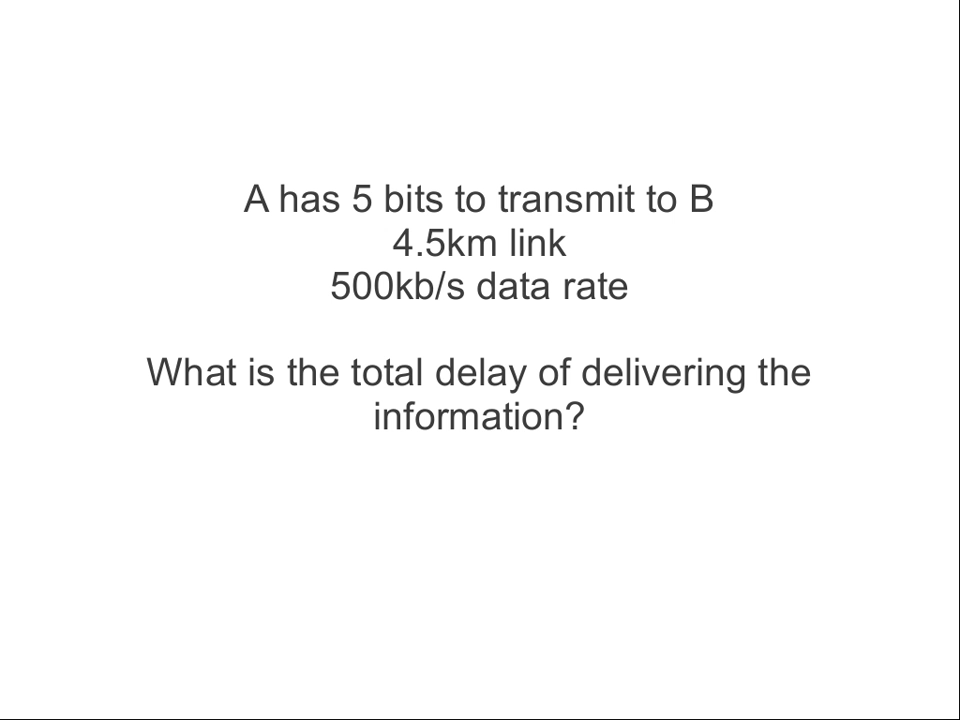 A has 5 bits to transmit to B
4.5km link
500kb/s data rate
What is the total delay of delivering the
information?